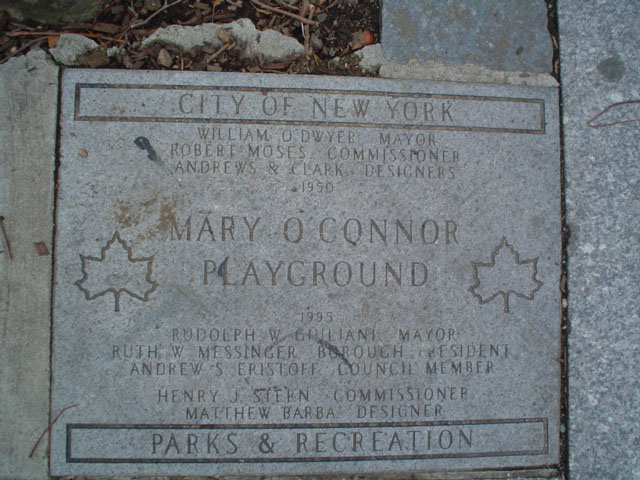 CITY OF NEW YORK
WILLIAM O'DWYER MAYOR
ROBERT MOSES COMMISSIONER
ANDREWS & CLARK DESIGNERS
1950
MARY O'CONNOR
PLAYGROUND
1995
RUDOLPH W. GIULIANI MAYOR
RUTH W. MESSINGER BOROUGH PRESIDENT
ANDREW S. ERISTOFF COUNCIL MEMBER
HENRY J. STERN COMMISSIONER
MATTHEW BARBA DESIGNER
PARKS & RECREATION